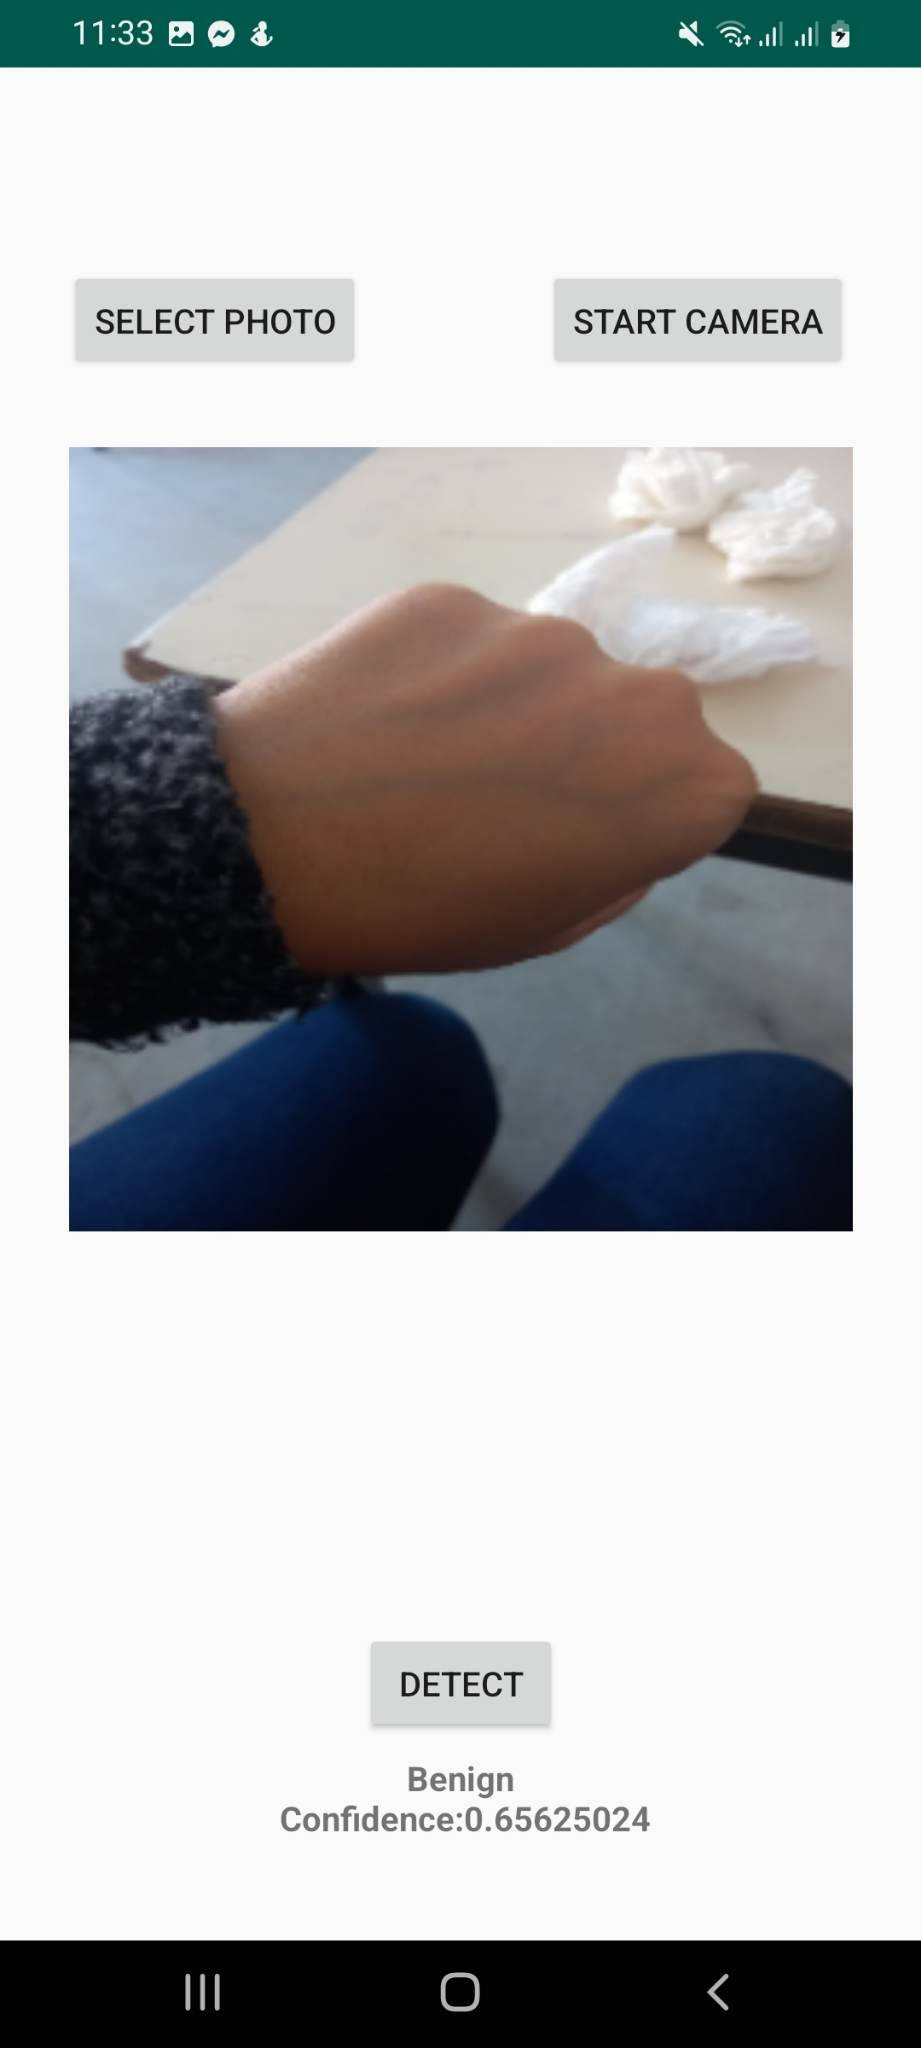 11:33
SELECT PHOTO
START CAMERA
DETECT
Benign
Confidence:0.65625024